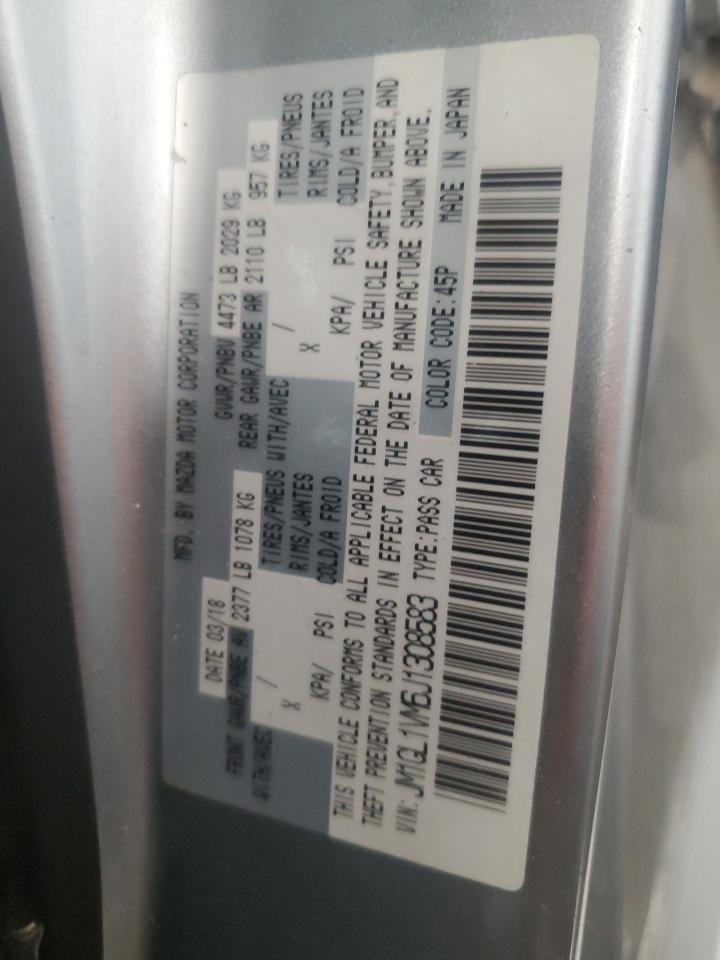 MFD. BY MAZDA MOTOR CORPORATION
DATE 03/18 GVWR/PNBV 4473 LB 2029 KG
FRONT GAWR/PNBE AV 2377 LB 1078 KG REAR GAWR/PNBE AR 2110 LB 957 KG
WITH/AVEC TIRES/PNEUS WITH/AVEC TIRES/PNEUS
X / RIMS/JANTES X / RIMS/JANTES
KPA/ PSI COLD/A FROID KPA/ PSI COLD/A FROID
THIS VEHICLE CONFORMS TO ALL APPLICABLE FEDERAL MOTOR VEHICLE SAFETY, BUMPER, AND
THEFT PREVENTION STANDARDS IN EFFECT ON THE DATE OF MANUFACTURE SHOWN ABOVE.
VIN: JM1GL1VM6J1308583 TYPE:PASS CAR COLOR CODE:45P MADE IN JAPAN